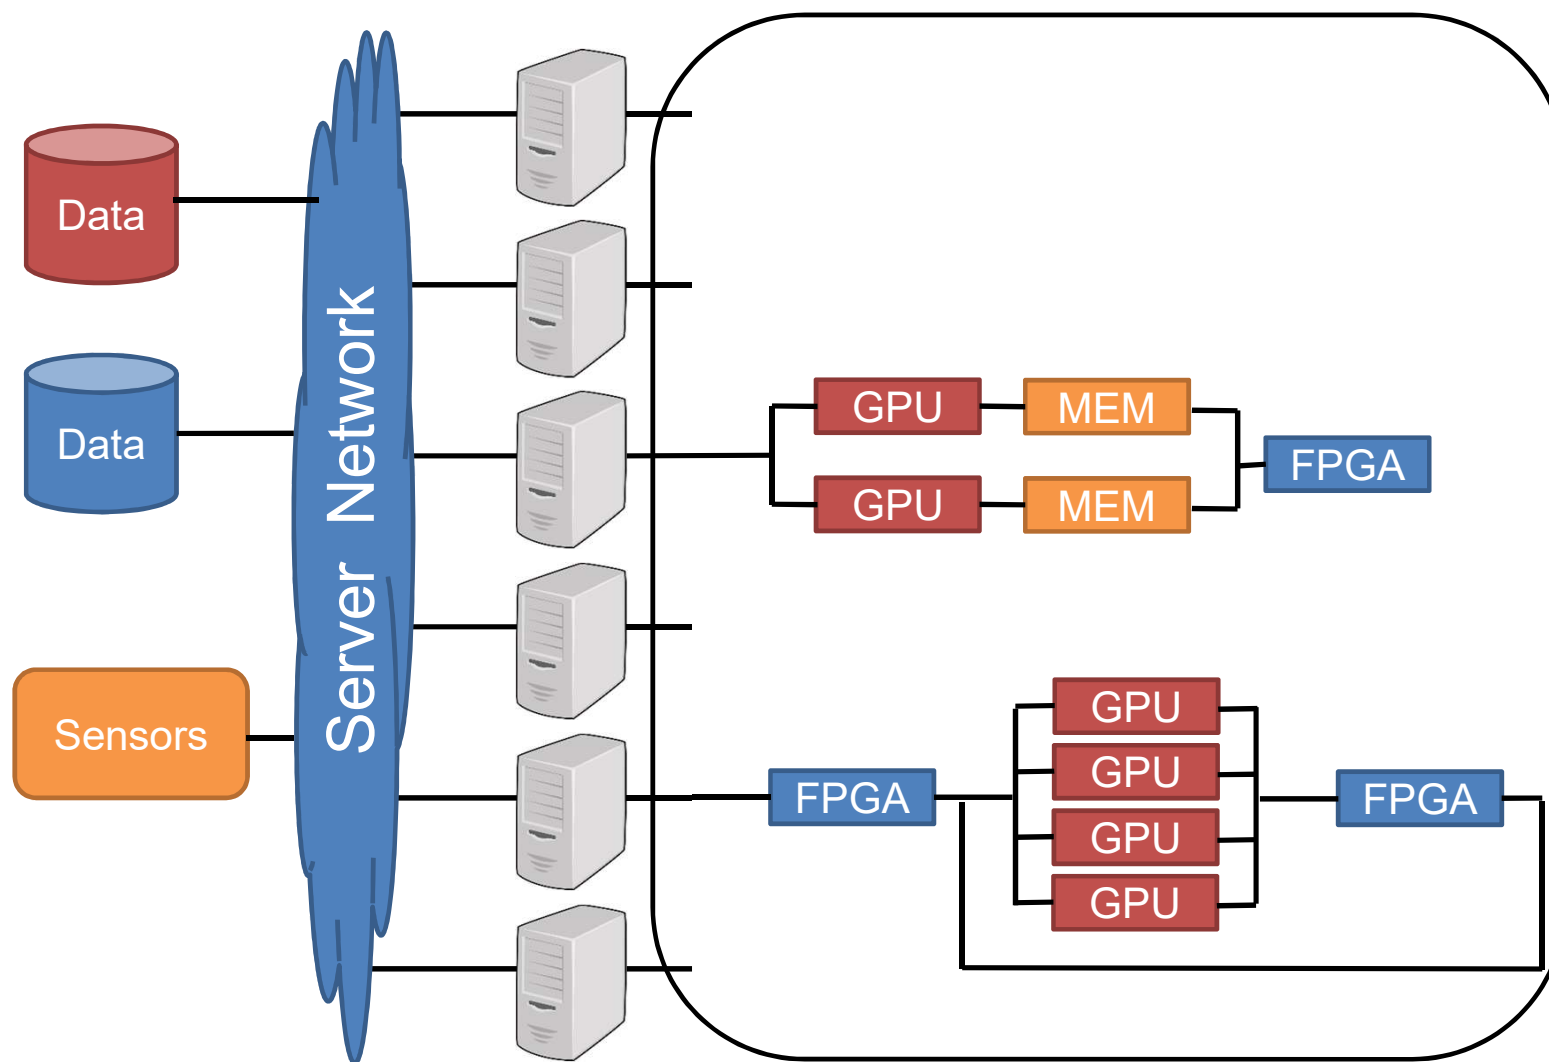 Data
Data
Sensors
Server Network
GPU
MEM
GPU
MEM
FPGA
FPGA
GPU
GPU
GPU
GPU
FPGA